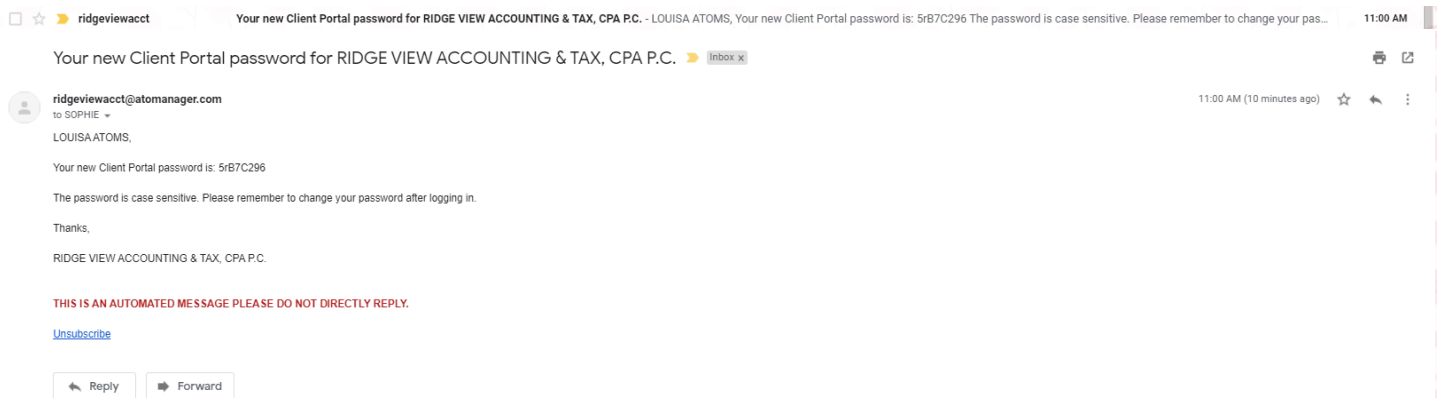 ridgeviewacct Your new Client Portal password for RIDGE VIEW ACCOUNTING & TAX, CPA P.C. - LOUISA ATOMS, Your new Client Portal password is: 5rB7C296 The password is case sensitive. Please remember to change your pas... 11:00 AM
Your new Client Portal password for RIDGE VIEW ACCOUNTING & TAX, CPA P.C. Inbox x
ridgeviewacct@atomanager.com 11:00 AM (10 minutes ago)
to SOPHIE
LOUISA ATOMS,
Your new Client Portal password is: 5rB7C296
The password is case sensitive. Please remember to change your password after logging in.
Thanks,
RIDGE VIEW ACCOUNTING & TAX, CPA P.C.
THIS IS AN AUTOMATED MESSAGE PLEASE DO NOT DIRECTLY REPLY.
Unsubscribe
Reply Forward